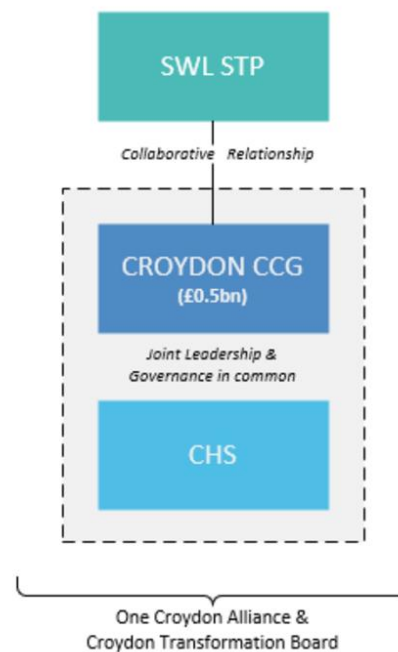 SWL STP
Collaborative Relationship
CROYDON CCG
(£0.5bn)
Joint Leadership &
Governance in common
CHS
One Croydon Alliance &
Croydon Transformation Board